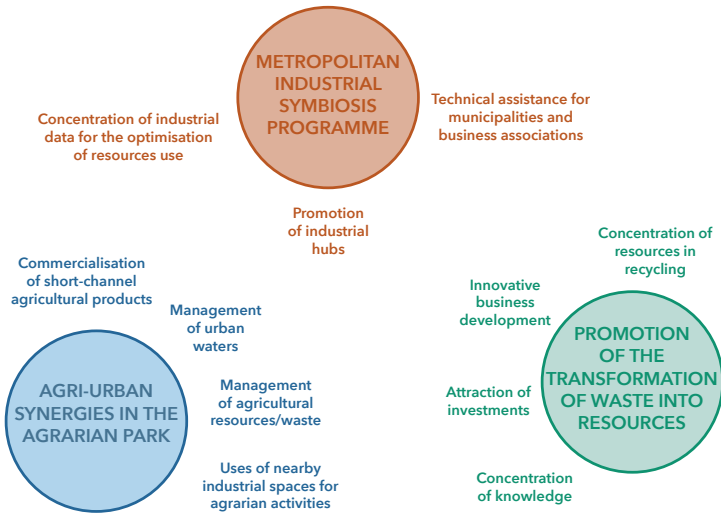 METROPOLITAN
INDUSTRIAL
SYMBIOSIS
PROGRAMME
Concentration of industrial
data for the optimisation
of resources use
Technical assistance for
municipalities and
business associations
Promotion
of industrial
hubs
Commercialisation
of short-channel
agricultural products
Management
of urban
waters
AGRI-URBAN
SYNERGIES IN THE
AGRARIAN PARK
Management
of agricultural
resources/waste
Uses of nearby
industrial spaces for
agrarian activities
Concentration of
resources in
recycling
Innovative
business
development
PROMOTION
OF THE
TRANSFORMATION
OF WASTE INTO
RESOURCES
Attraction of
investments
Concentration
of knowledge